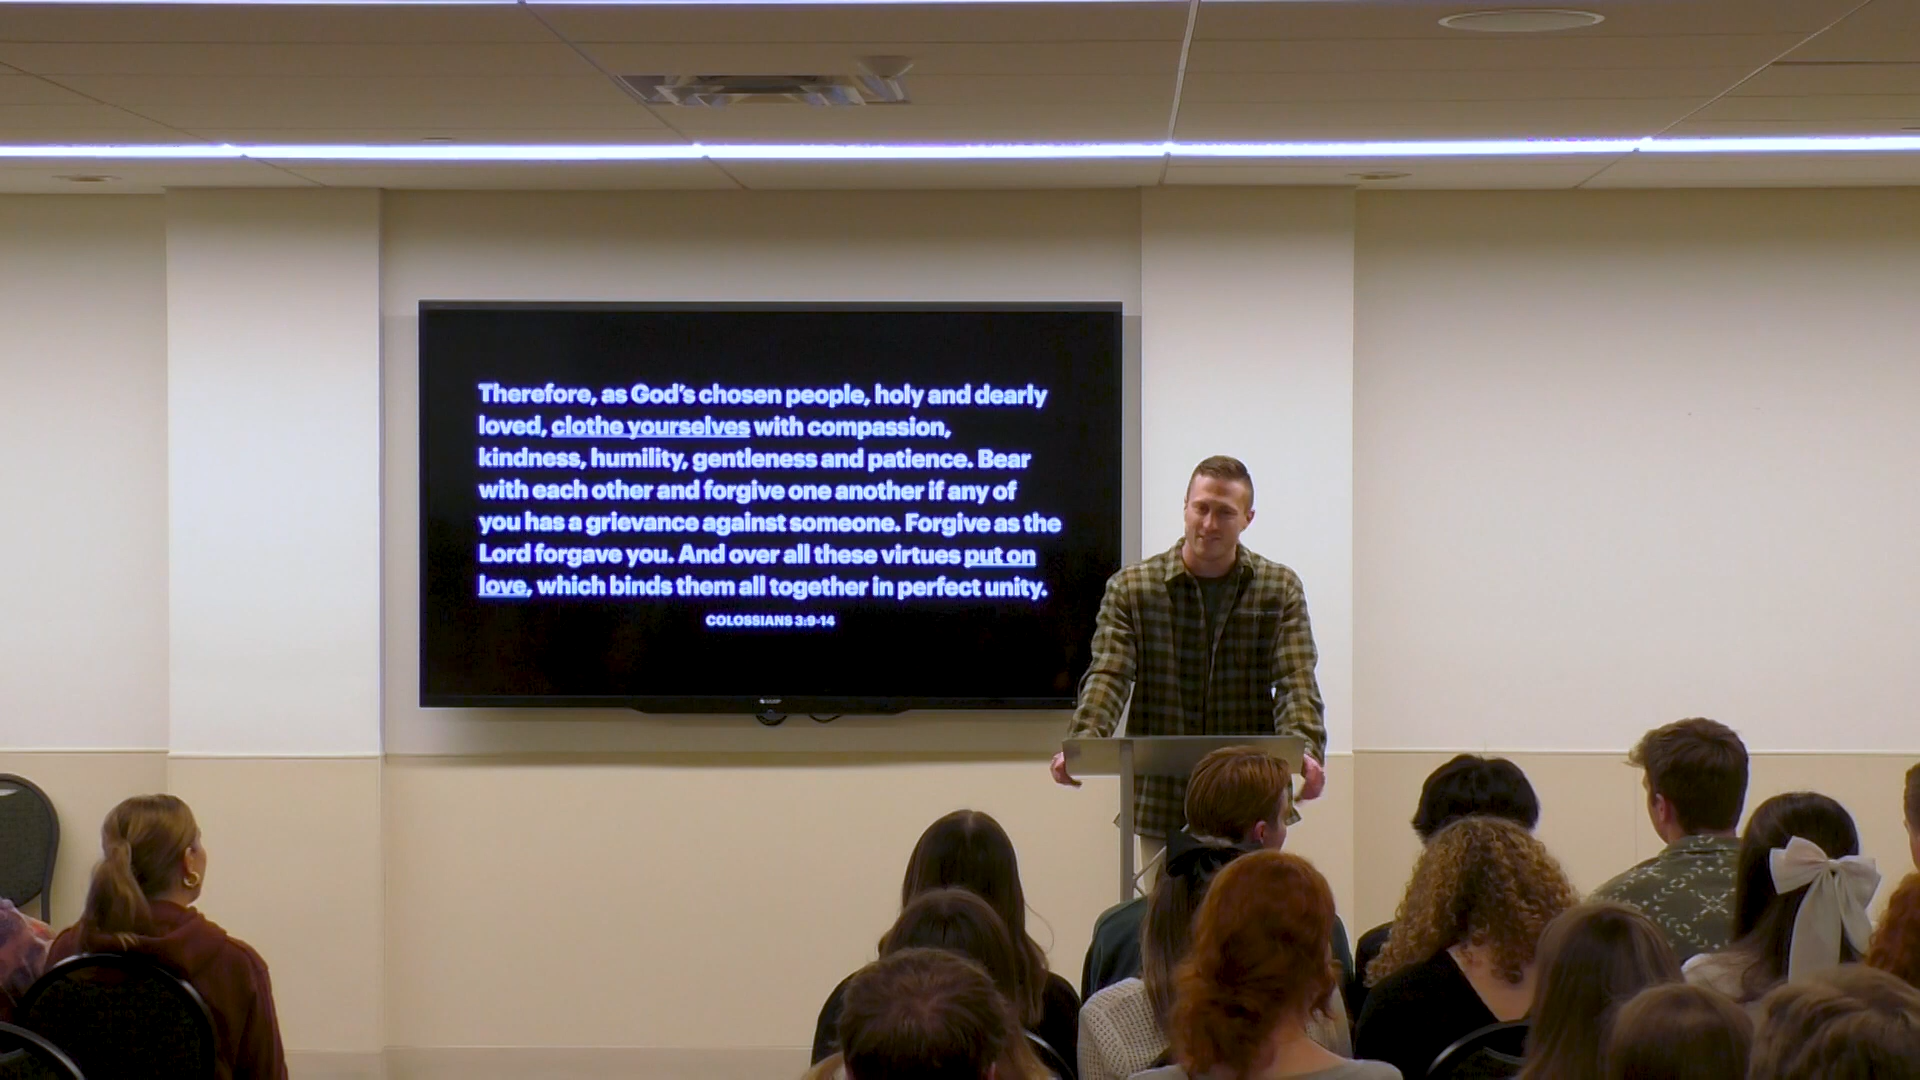 Therefore, as God's chosen people, holy and dearly
loved, clothe yourselves with compassion,
kindness, humility, gentleness and patience. Bear
with each other and forgive one another if any of
you has a grievance against someone. Forgive as the
Lord forgave you. And over all these virtues put on
love, which binds them all together in perfect unity.
COLOSSIANS 3:9-14